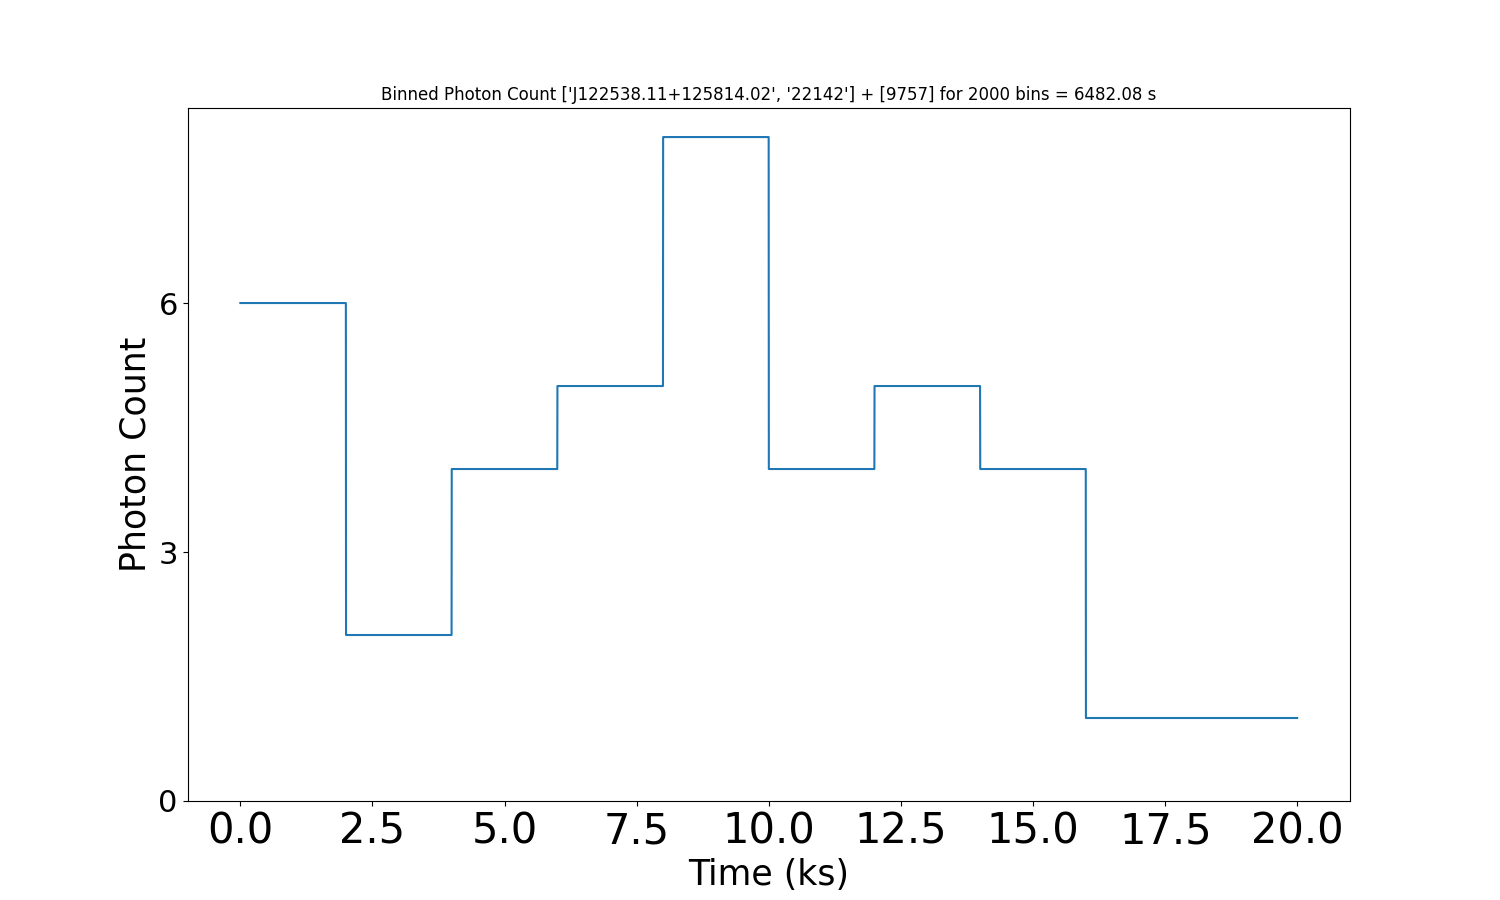 Binned Photon Count ['J122538.11+125814.02', '22142'] + [9757] for 2000 bins = 6482.08 s
6
3
0
Photon Count
0.0 2.5 5.0 7.5 10.0 12.5 15.0 17.5 20.0
Time (ks)